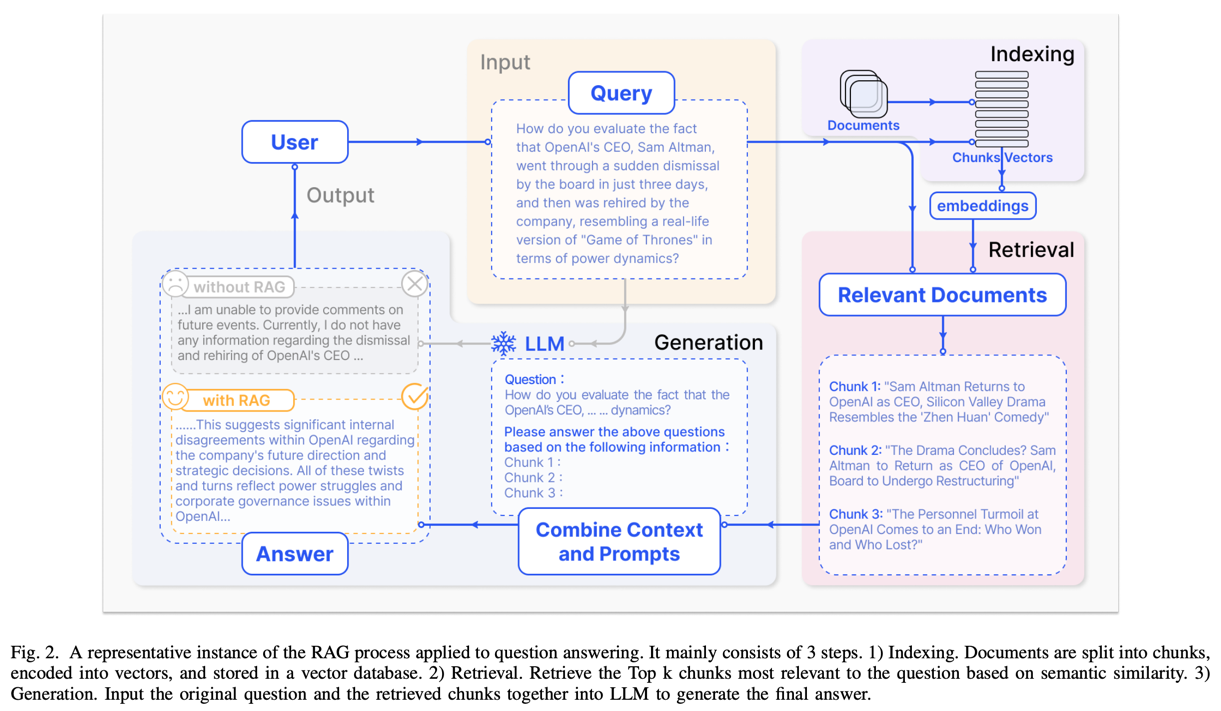 Input
Query
How do you evaluate the fact
that OpenAI's CEO, Sam Altman,
went through a sudden dismissal
by the board in just three days,
and then was rehired by the
company, resembling a real-life
version of "Game of Thrones" in
terms of power dynamics?
Indexing
Documents
Chunks Vectors
embeddings
User
Output
Retrieval
Relevant Documents
Chunk 1: "Sam Altman Returns to
OpenAI as CEO, Silicon Valley Drama
Resembles the 'Zhen Huan' Comedy"
Chunk 2: "The Drama Concludes? Sam
Altman to Return as CEO of OpenAI,
Board to Undergo Restructuring"
Chunk 3: "The Personnel Turmoil at
OpenAI Comes to an End: Who Won
and Who Lost?"
LLM
Generation
Question :
How do you evaluate the fact that the
OpenAI's CEO, ... ... dynamics?
Please answer the above questions
based on the following information :
Chunk 1 :
Chunk 2 :
Chunk 3 :
Combine Context
and Prompts
without RAG
...I am unable to provide comments on
future events. Currently, I do not have
any information regarding the dismissal
and rehiring of OpenAI's CEO ...
with RAG
......This suggests significant internal
disagreements within OpenAI regarding
the company's future direction and
strategic decisions. All of these twists
and turns reflect power struggles and
corporate governance issues within
OpenAI...
Answer
Fig. 2. A representative instance of the RAG process applied to question answering. It mainly consists of 3 steps. 1) Indexing. Documents are split into chunks,
encoded into vectors, and stored in a vector database. 2) Retrieval. Retrieve the Top k chunks most relevant to the question based on semantic similarity. 3)
Generation. Input the original question and the retrieved chunks together into LLM to generate the final answer.